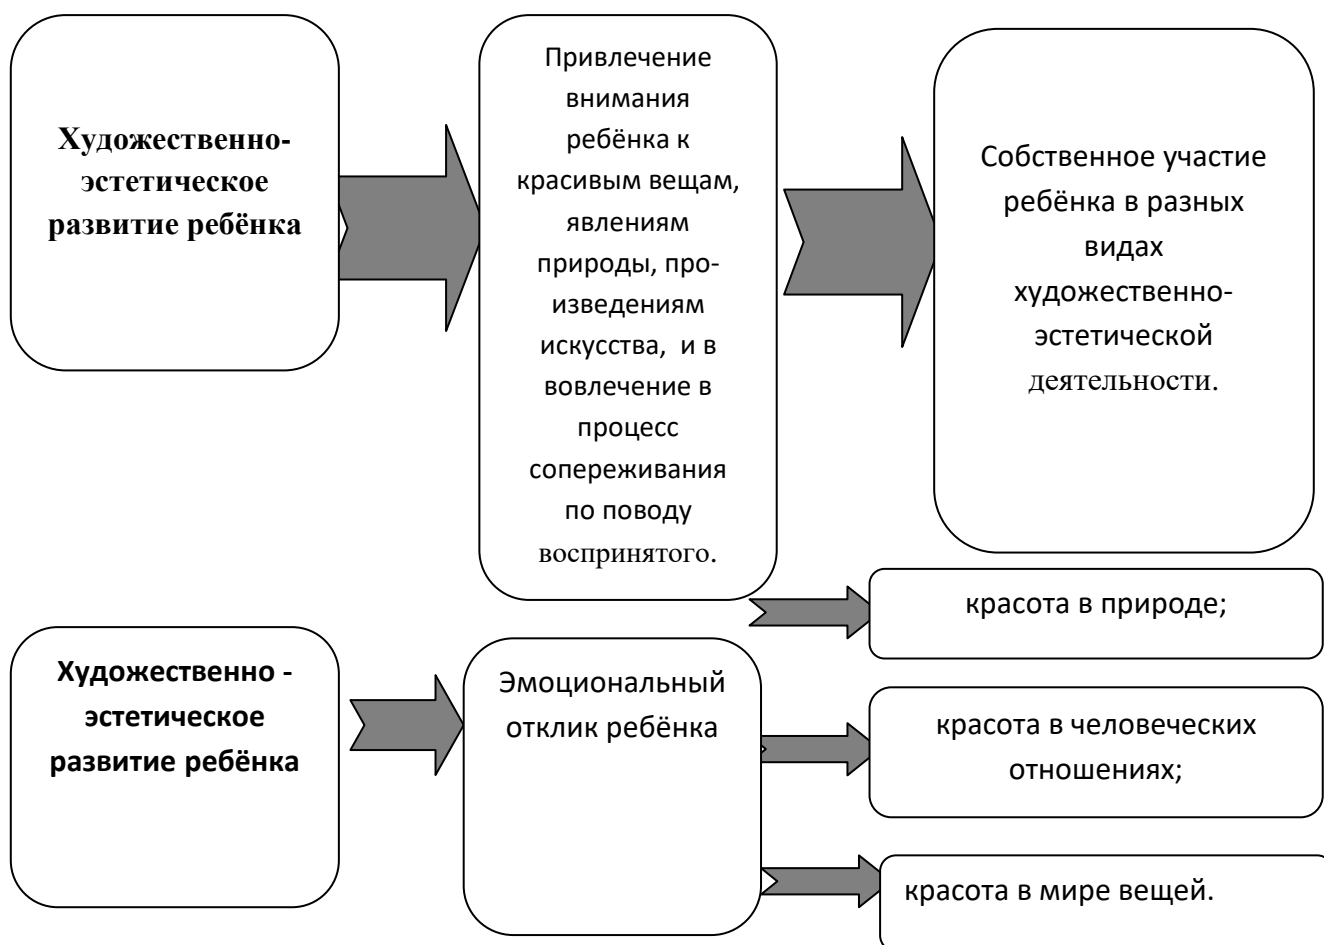 Художественно-
эстетическое
развитие ребёнка
Привлечение
внимания
ребёнка к
красивым вещам,
явлениям
природы, про-
изведениям
искусства, и в
вовлечение в
процесс
сопереживания
по поводу
воспринятого.
Собственное участие
ребёнка в разных
видах
художественно-
эстетической
деятельности.
Художественно -
эстетическое
развитие ребёнка
Эмоциональный
отклик ребёнка
красота в природе;
красота в человеческих
отношениях;
красота в мире вещей.